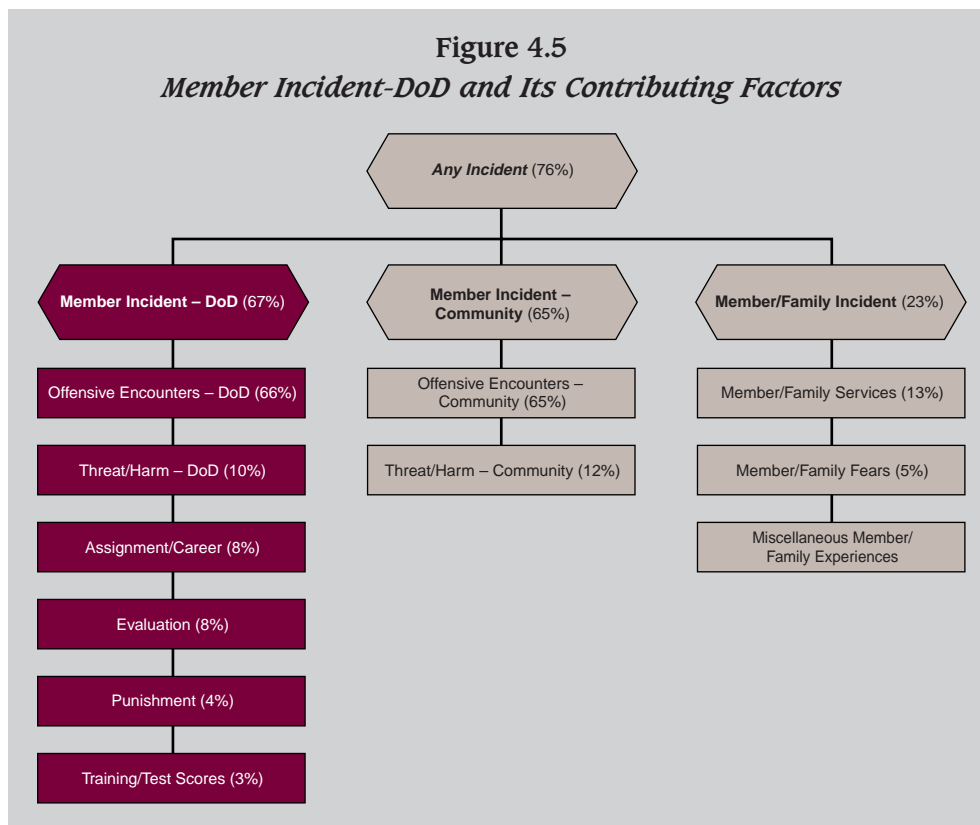 Figure 4.5
Member Incident-DoD and Its Contributing Factors
Any Incident (76%)
Member Incident – DoD (67%)
Offensive Encounters – DoD (66%)
Threat/Harm – DoD (10%)
Assignment/Career (8%)
Evaluation (8%)
Punishment (4%)
Training/Test Scores (3%)
Member Incident –
Community (65%)
Offensive Encounters –
Community (65%)
Threat/Harm – Community (12%)
Member/Family Incident (23%)
Member/Family Services (13%)
Member/Family Fears (5%)
Miscellaneous Member/
Family Experiences